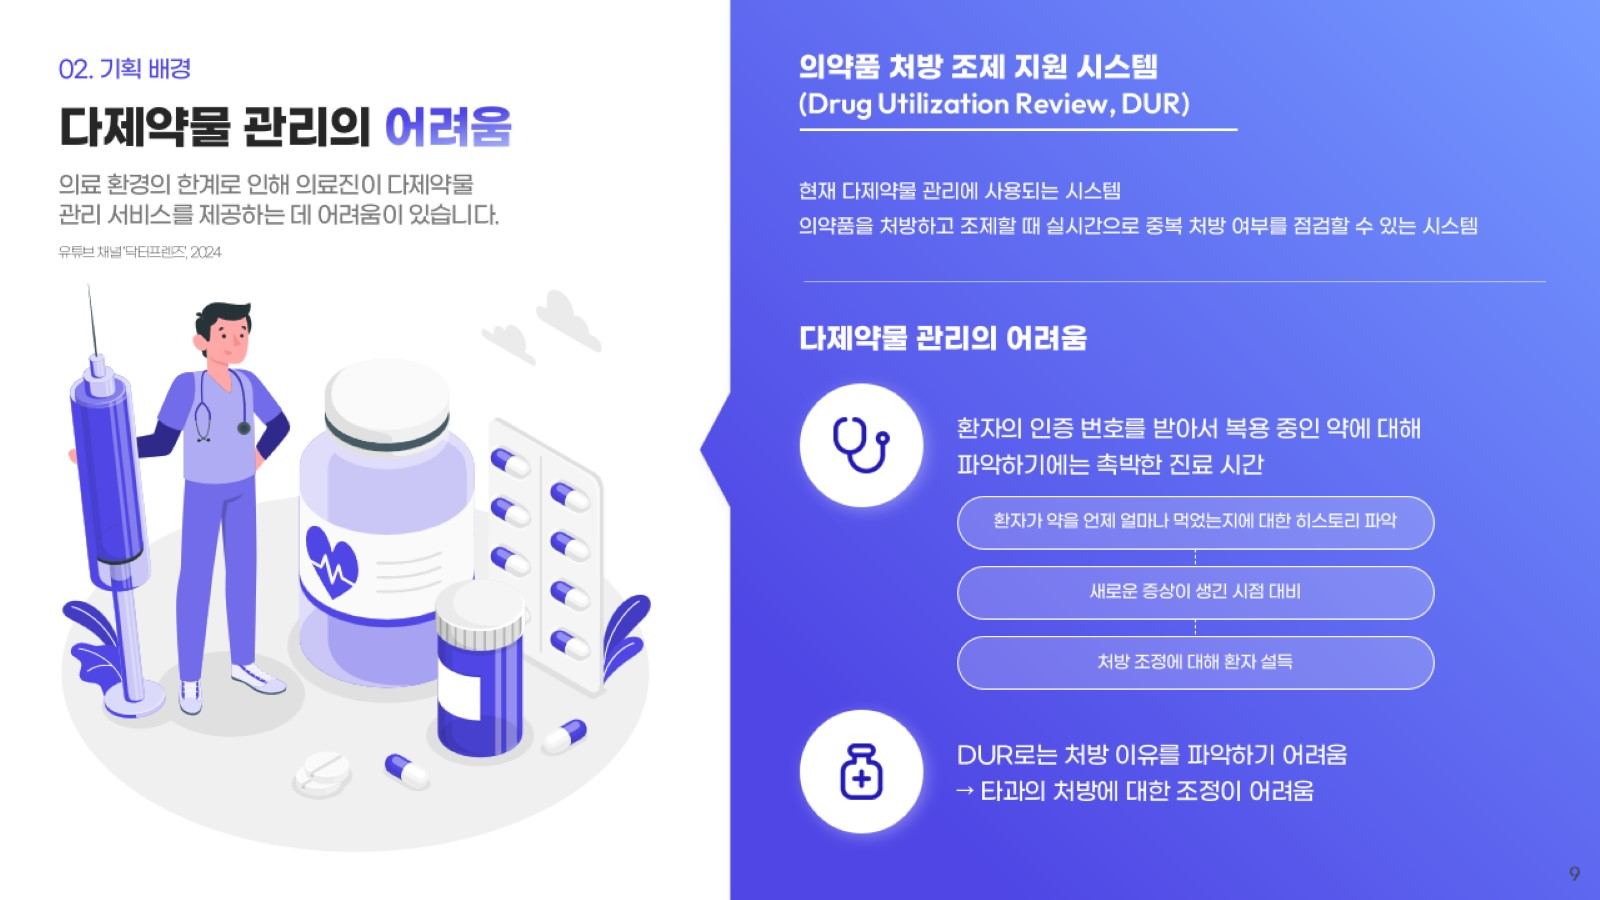 02. 기획 배경
다제약물 관리의 어려움
의료 환경의 한계로 인해 의료진이 다제약물
관리 서비스를 제공하는 데 어려움이 있습니다.
유튜브 채널 '닥터프렌즈', 2024
의약품 처방 조제 지원 시스템
(Drug Utilization Review, DUR)
현재 다제약물 관리에 사용되는 시스템
의약품을 처방하고 조제할 때 실시간으로 중복 처방 여부를 점검할 수 있는 시스템
다제약물 관리의 어려움
환자의 인증 번호를 받아서 복용 중인 약에 대해
파악하기에는 촉박한 진료 시간
환자가 약을 언제 얼마나 먹었는지에 대한 히스토리 파악
새로운 증상이 생긴 시점 대비
처방 조정에 대해 환자 설득
DUR로는 처방 이유를 파악하기 어려움
→ 타과의 처방에 대한 조정이 어려움
9